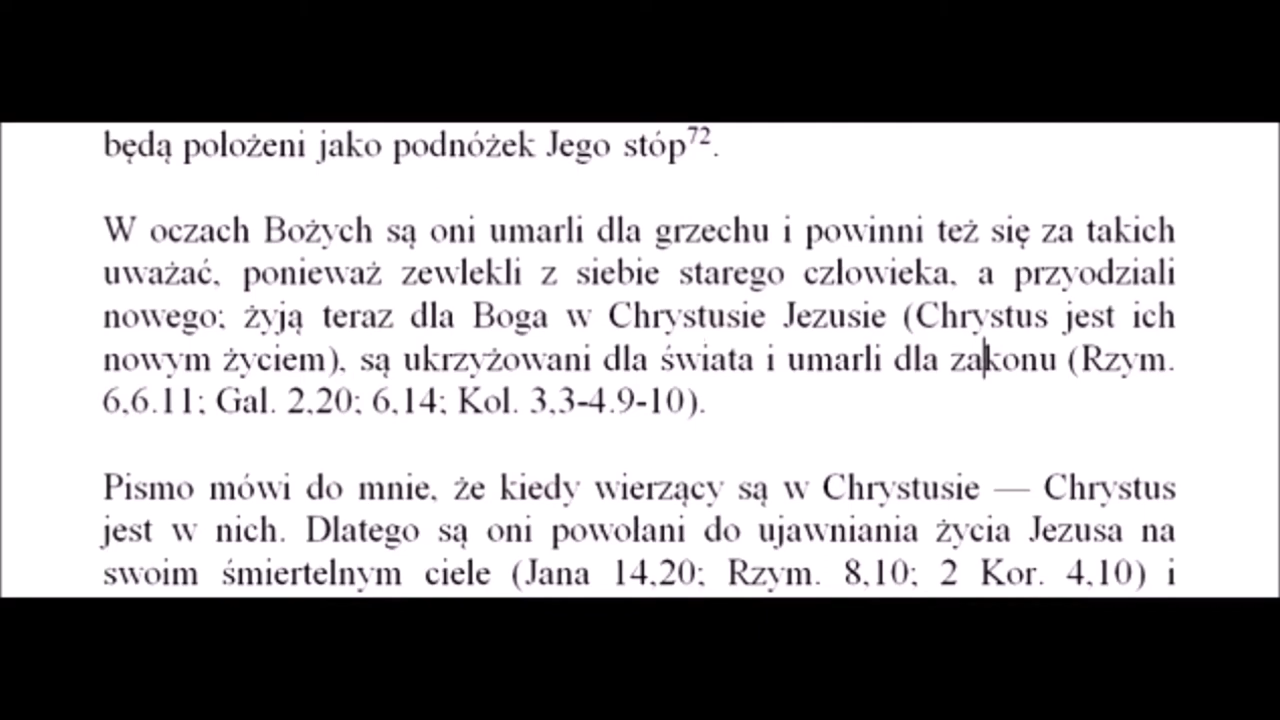 będą położeni jako podnóżek Jego stóp72.
W oczach Bożych są oni umarli dla grzechu i powinni też się za takich
uważać, ponieważ zewlekli z siebie starego człowieka, a przyodziali
nowego; żyją teraz dla Boga w Chrystusie Jezusie (Chrystus jest ich
nowym życiem), są ukrzyżowani dla świata i umarli dla zakonu (Rzym.
6,6.11; Gal. 2,20; 6,14; Kol. 3,3-4.9-10).
Pismo mówi do mnie, że kiedy wierzący są w Chrystusie — Chrystus
jest w nich. Dlatego są oni powołani do ujawniania życia Jezusa na
swoim śmiertelnym ciele (Jana 14,20; Rzym. 8,10; 2 Kor. 4,10) i